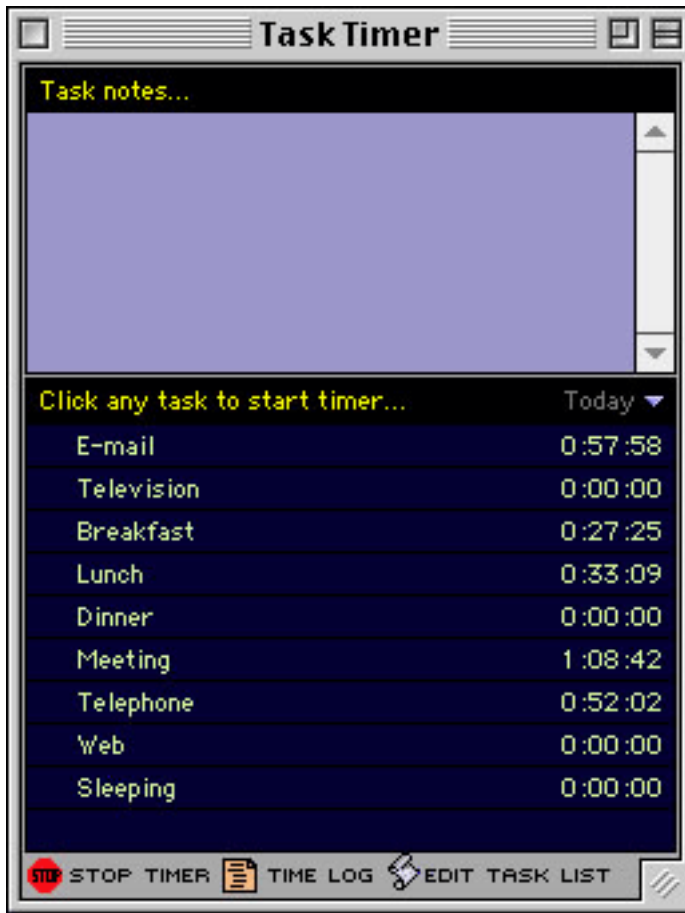 Task Timer
Task notes...
Click any task to start timer... Today
E-mail 0:57:58
Television 0:00:00
Breakfast 0:27:25
Lunch 0:33:09
Dinner 0:00:00
Meeting 1:08:42
Telephone 0:52:02
Web 0:00:00
Sleeping 0:00:00
STOP STOP TIMER TIME LOG EDIT TASK LIST